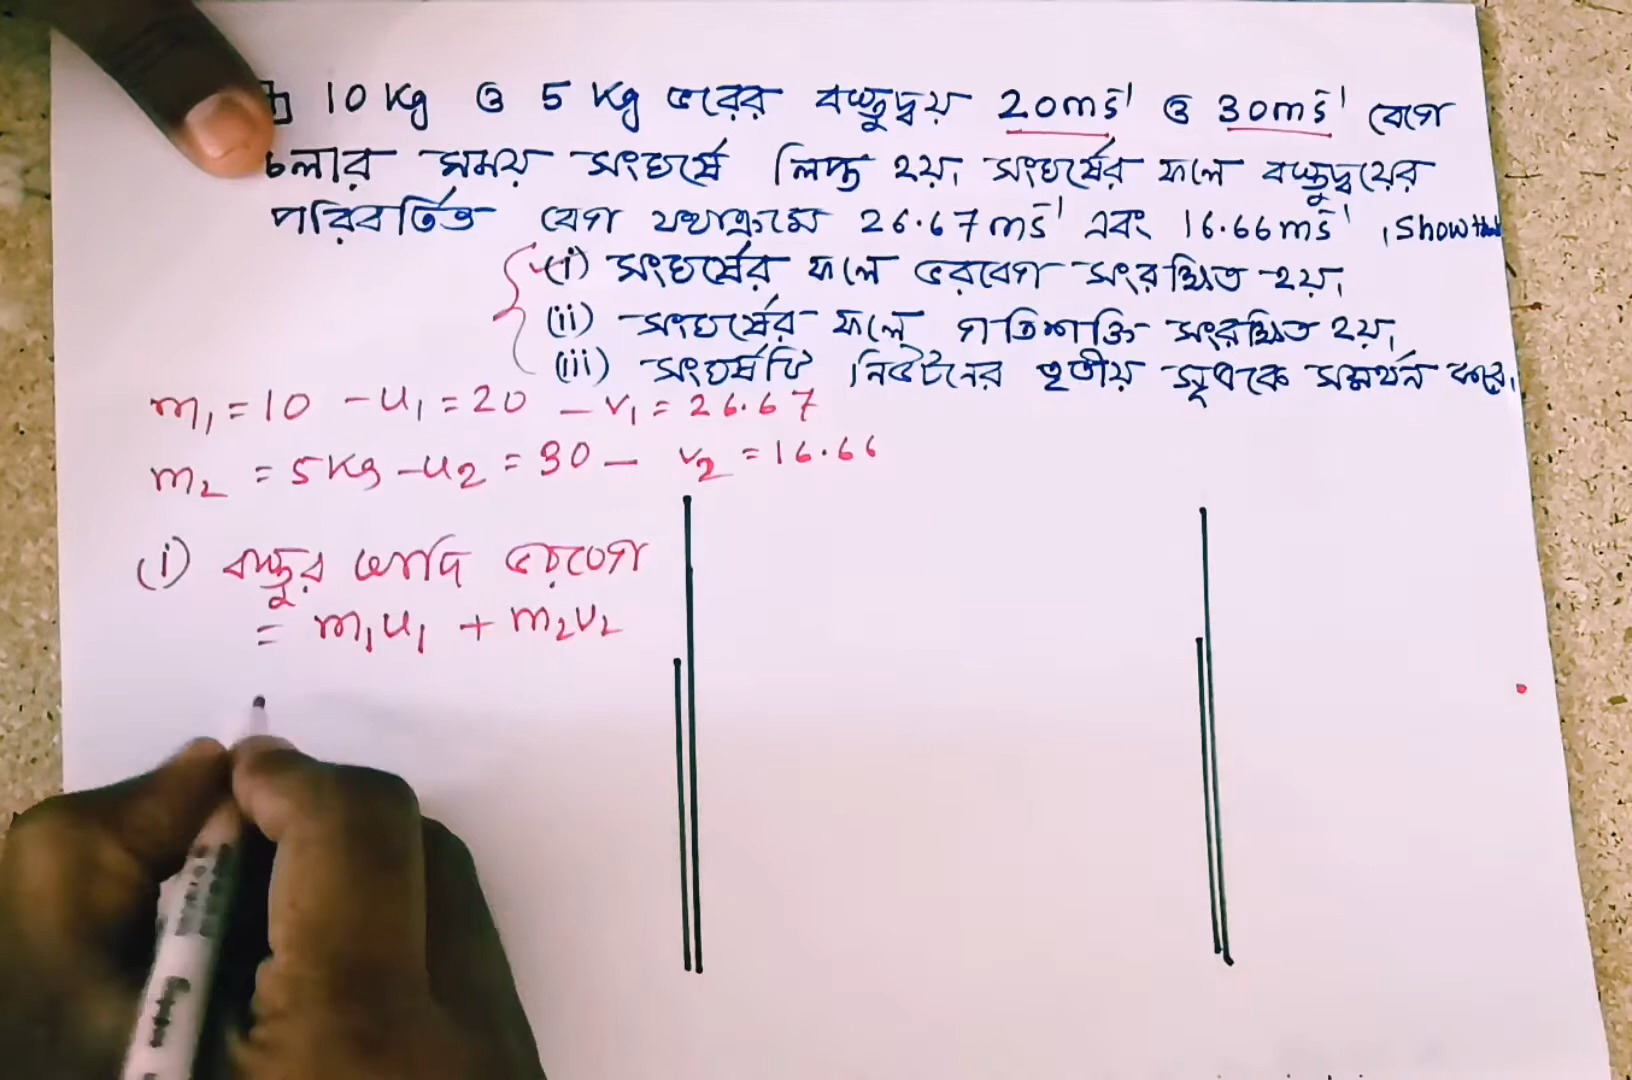 10 kg ও 5 kg ভরের বস্তুদ্বয় 20ms⁻¹ ও 30ms⁻¹ বেগে
চলার সময় সংঘর্ষে লিপ্ত হয়। সংঘর্ষের ফলে বস্তুদ্বয়ের
পরিবর্তিত বেগ যথাক্রমে 26.67ms⁻¹ এবং 16.66ms⁻¹ । Show that
(i) সংঘর্ষের ফলে ভরবেগ সংরক্ষিত হয়।
(ii) সংঘর্ষের ফলে গতিশক্তি সংরক্ষিত হয়।
(iii) সংঘর্ষটি নিউটনের তৃতীয় সূত্রকে সমর্থন করে।
m₁ = 10 – u₁ = 20 – v₁ = 26.67
m₂ = 5kg – u₂ = 30 – v₂ = 16.66
(i) বস্তুর আদি ভরবেগ
= m₁u₁ + m₂v₂